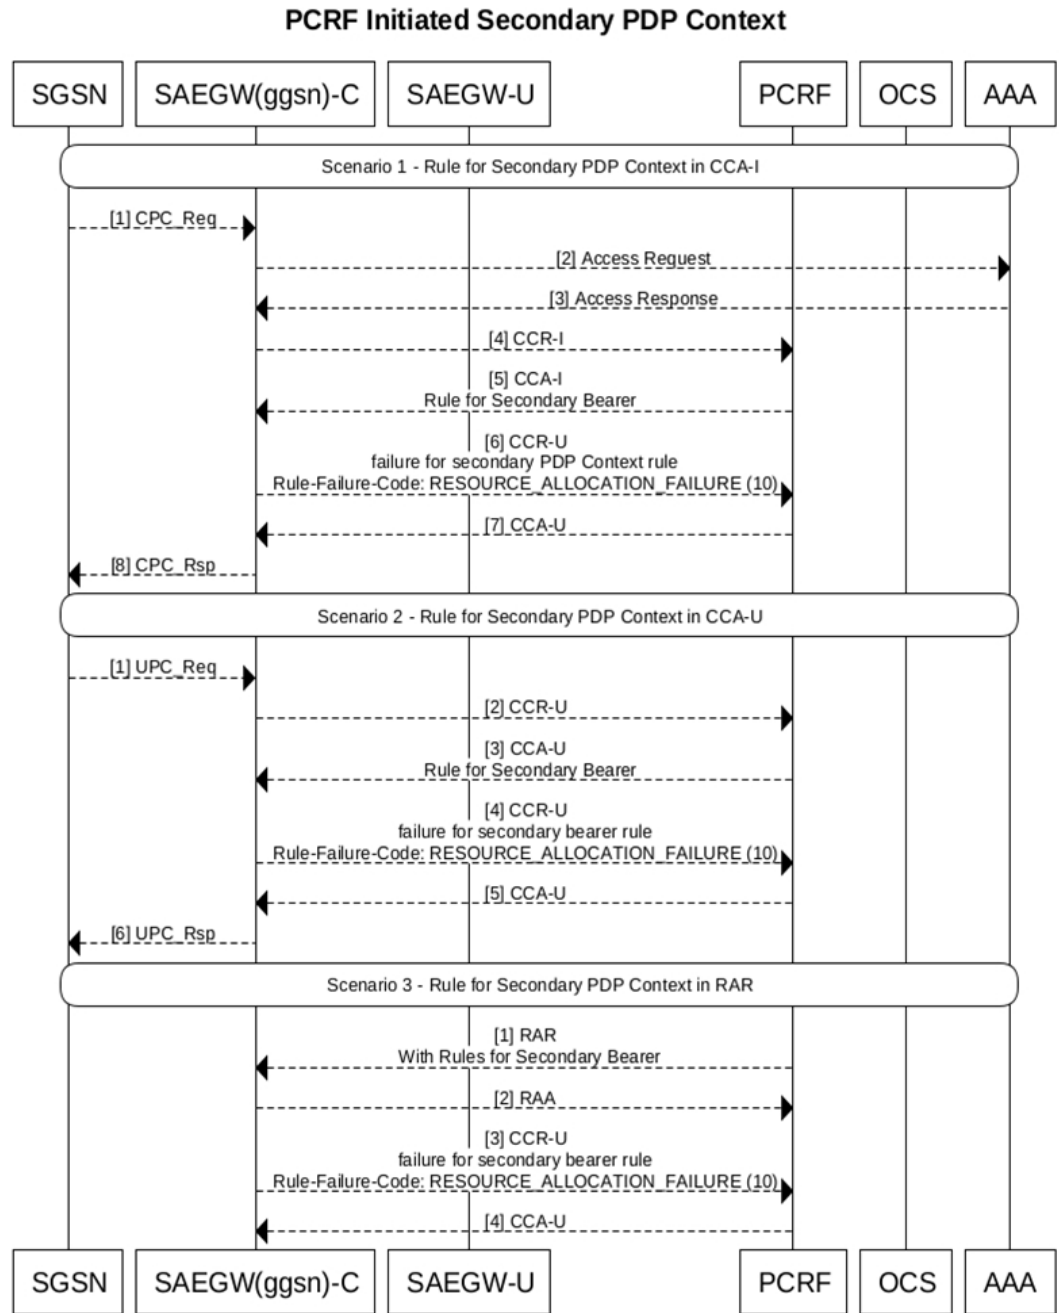 PCRF Initiated Secondary PDP Context
SGSN
SAEGW(ggsn)-C
SAEGW-U
PCRF
OCS
AAA
Scenario 1 - Rule for Secondary PDP Context in CCA-I
[1] CPC_Req
[2] Access Request
[3] Access Response
[4] CCR-I
[5] CCA-I
Rule for Secondary Bearer
[6] CCR-U
failure for secondary PDP Context rule
Rule-Failure-Code: RESOURCE_ALLOCATION_FAILURE (10)
[7] CCA-U
[8] CPC_Rsp
Scenario 2 - Rule for Secondary PDP Context in CCA-U
[1] UPC_Req
[2] CCR-U
[3] CCA-U
Rule for Secondary Bearer
[4] CCR-U
failure for secondary bearer rule
Rule-Failure-Code: RESOURCE_ALLOCATION_FAILURE (10)
[5] CCA-U
[6] UPC_Rsp
Scenario 3 - Rule for Secondary PDP Context in RAR
[1] RAR
With Rules for Secondary Bearer
[2] RAA
[3] CCR-U
failure for secondary bearer rule
Rule-Failure-Code: RESOURCE_ALLOCATION_FAILURE (10)
[4] CCA-U
SGSN
SAEGW(ggsn)-C
SAEGW-U
PCRF
OCS
AAA